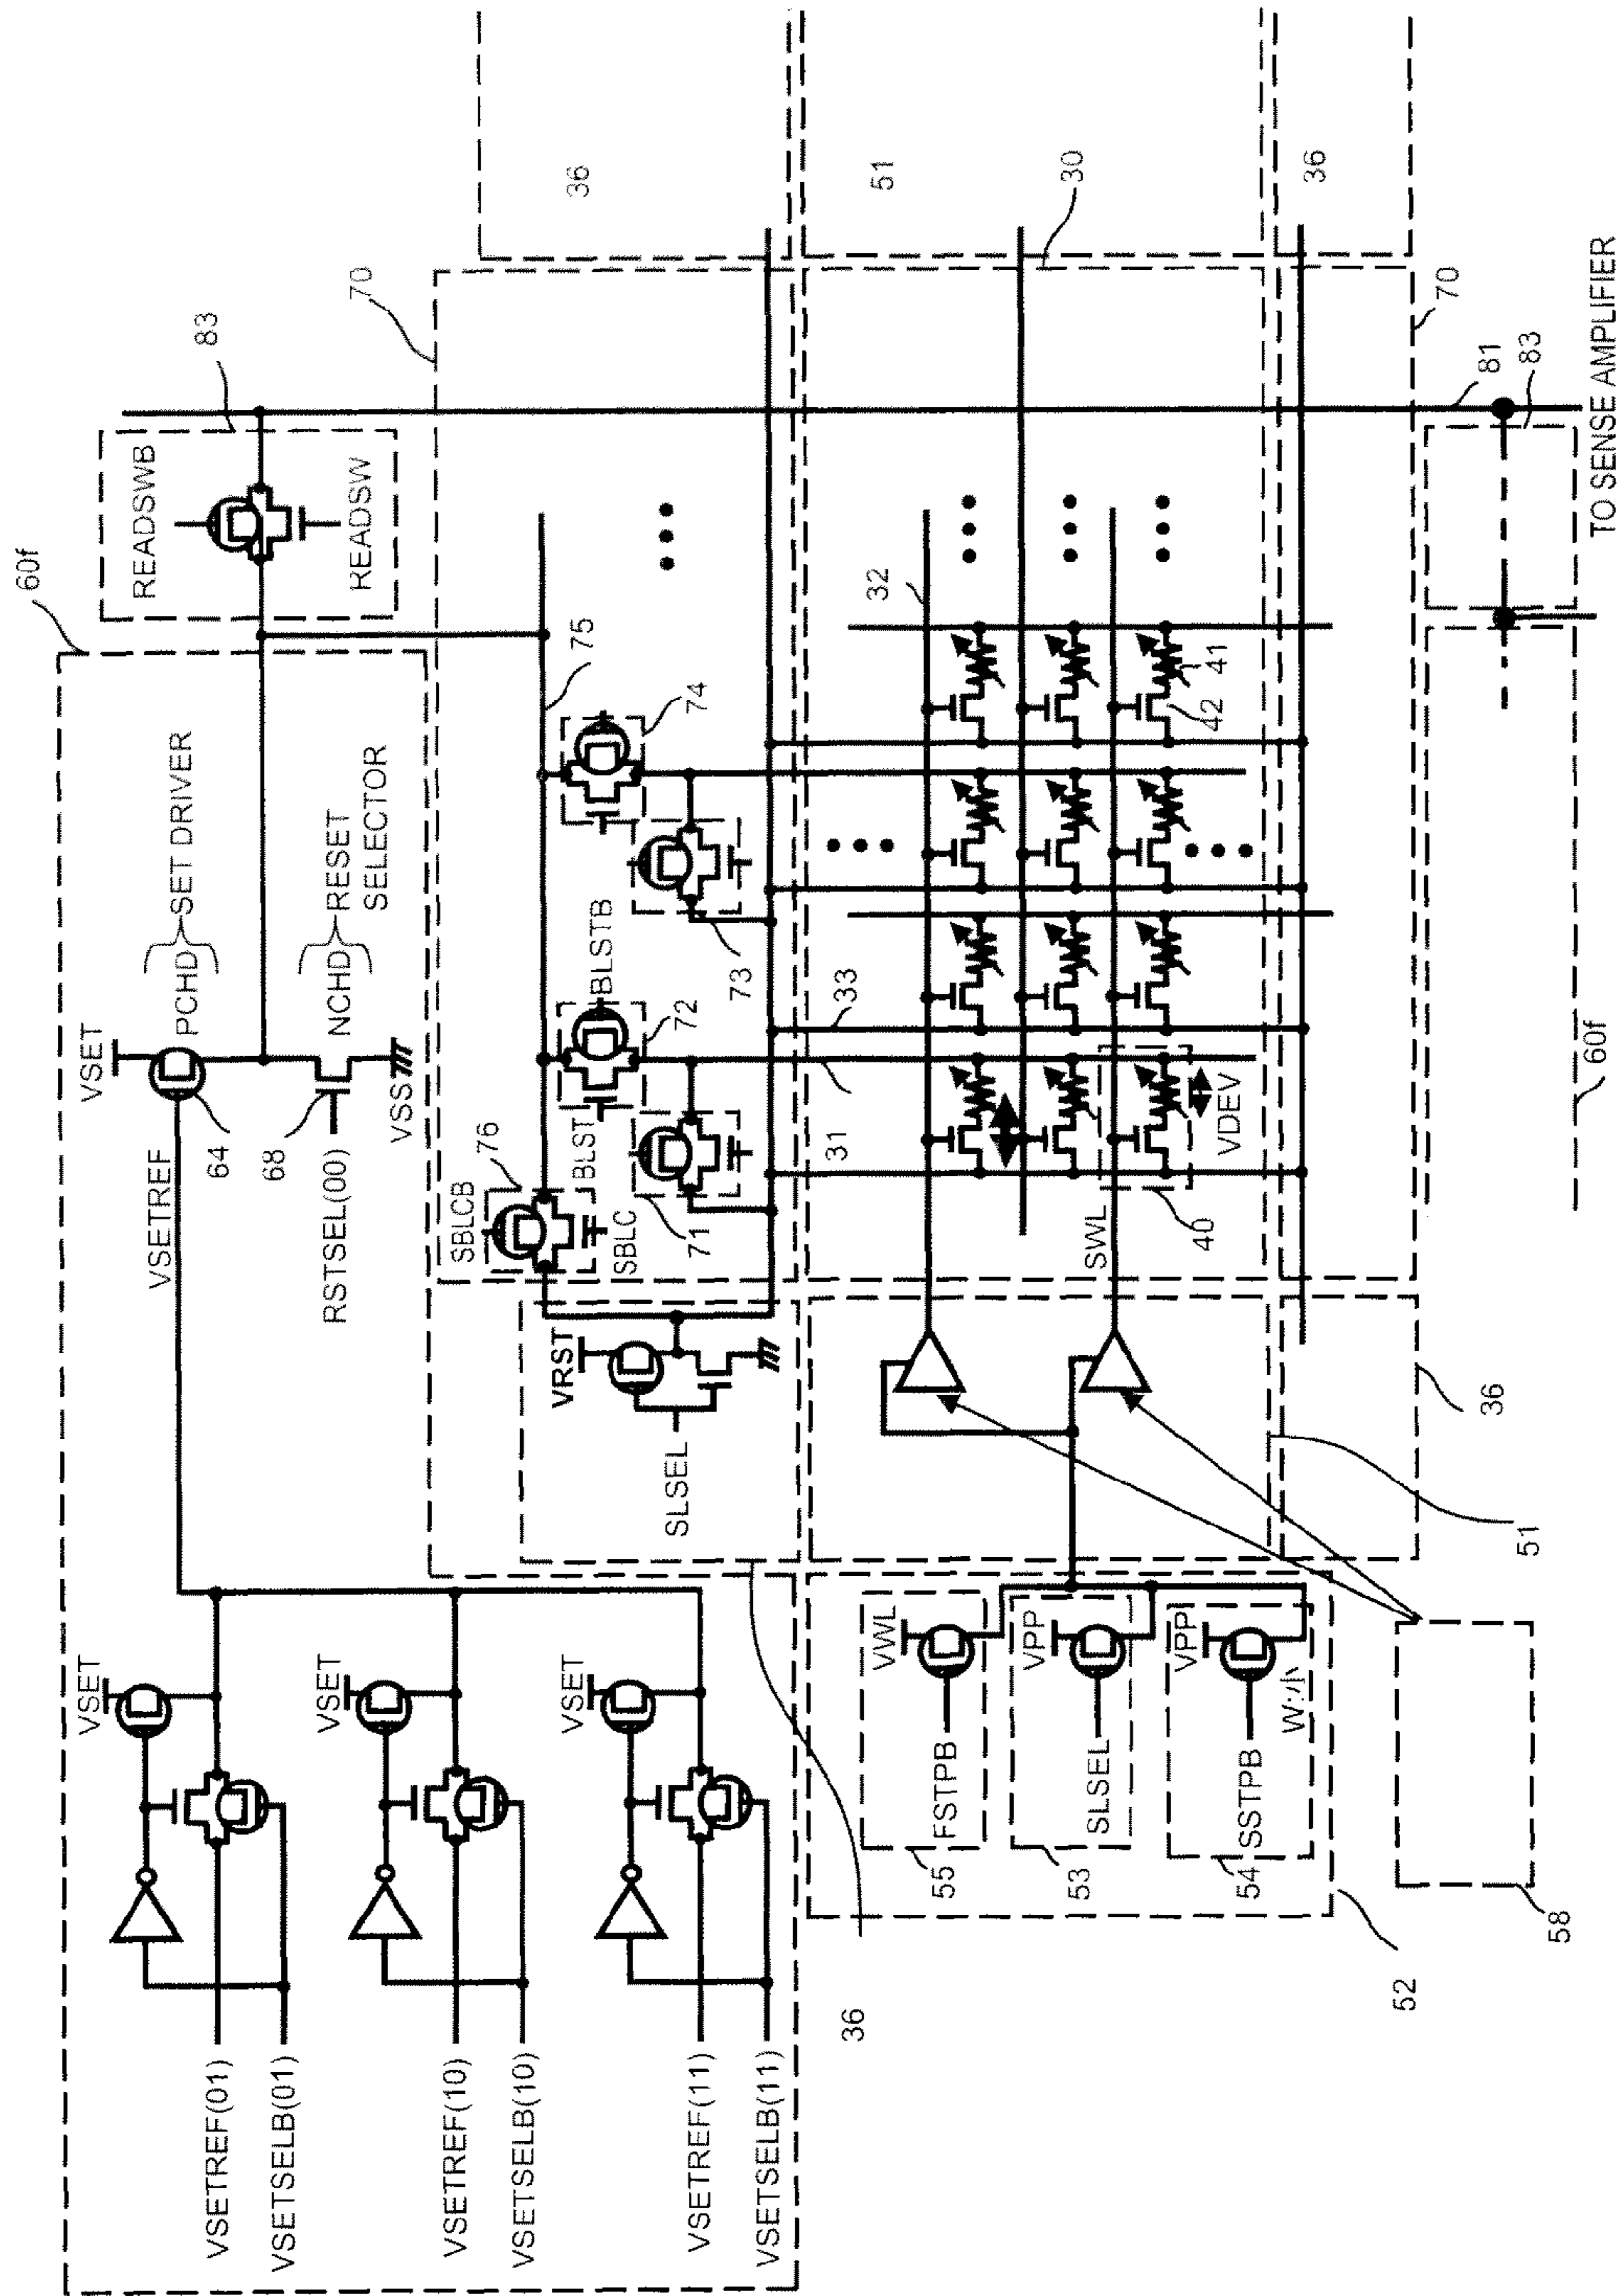 60f
83
READSWB
READSW
VSET
PCHD
SET DRIVER
VSETREF
64
68
NCHD
RESET
SELECTOR
RSTSEL(00)
VSS
70
VSET
VSETREF(01)
VSETSELB(01)
VSET
VSETREF(10)
VSETSELB(10)
VSET
VSETREF(11)
VSETSELB(11)
36
SBLCB
76
SBLC
BLST
BLSTB
72
71
75
74
73
36
VRST
SLSEL
51
30
36
32
33
31
41
42
VDEV
SWL
40
36
51
VWL
FSTPB
55
VPP
SLSEL
53
VPP
SSTPB
W:小
54
52
58
70
81
83
TO SENSE AMPLIFIER
60f